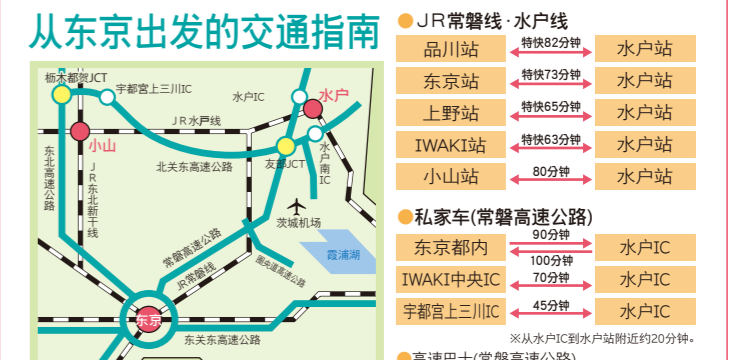 从东京出发的交通指南
栃木都贺JCT
宇都宮上三川IC
水户IC
水户
JR水戸线
小山
东北高速公路
JR东北新干线
北关东高速公路
友部JCT
水户南IC
茨城机场
霞浦湖
常磐高速公路
JR常磐线
圏央道高速公路
东京
东关东高速公路
●JR常磐线·水户线
品川站 特快82分钟 水户站
东京站 特快73分钟 水户站
上野站 特快65分钟 水户站
IWAKI站 特快63分钟 水户站
小山站 80分钟 水户站
●私家车(常磐高速公路)
东京都内 90分钟 100分钟 水户IC
IWAKI中央IC 70分钟 水户IC
宇都宫上三川IC 45分钟 水户IC
※从水户IC到水户站附近约20分钟。
●高速巴士(常磐高速公路)